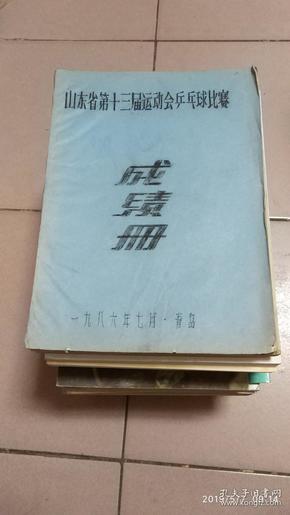 山东省第十三届运动会乒乓球比赛
成
绩
册
一九八六年七月·青岛
2019/5/7 09:14
孔夫子旧书网